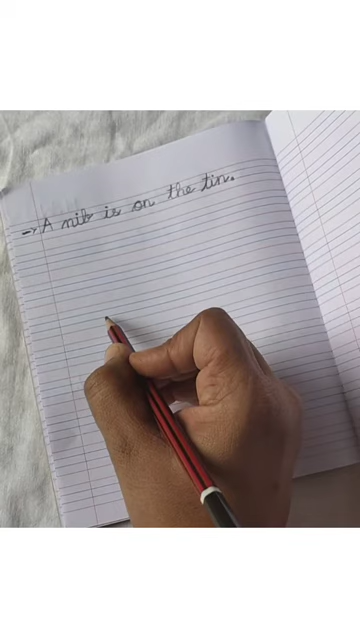 → A nib is on the tin.